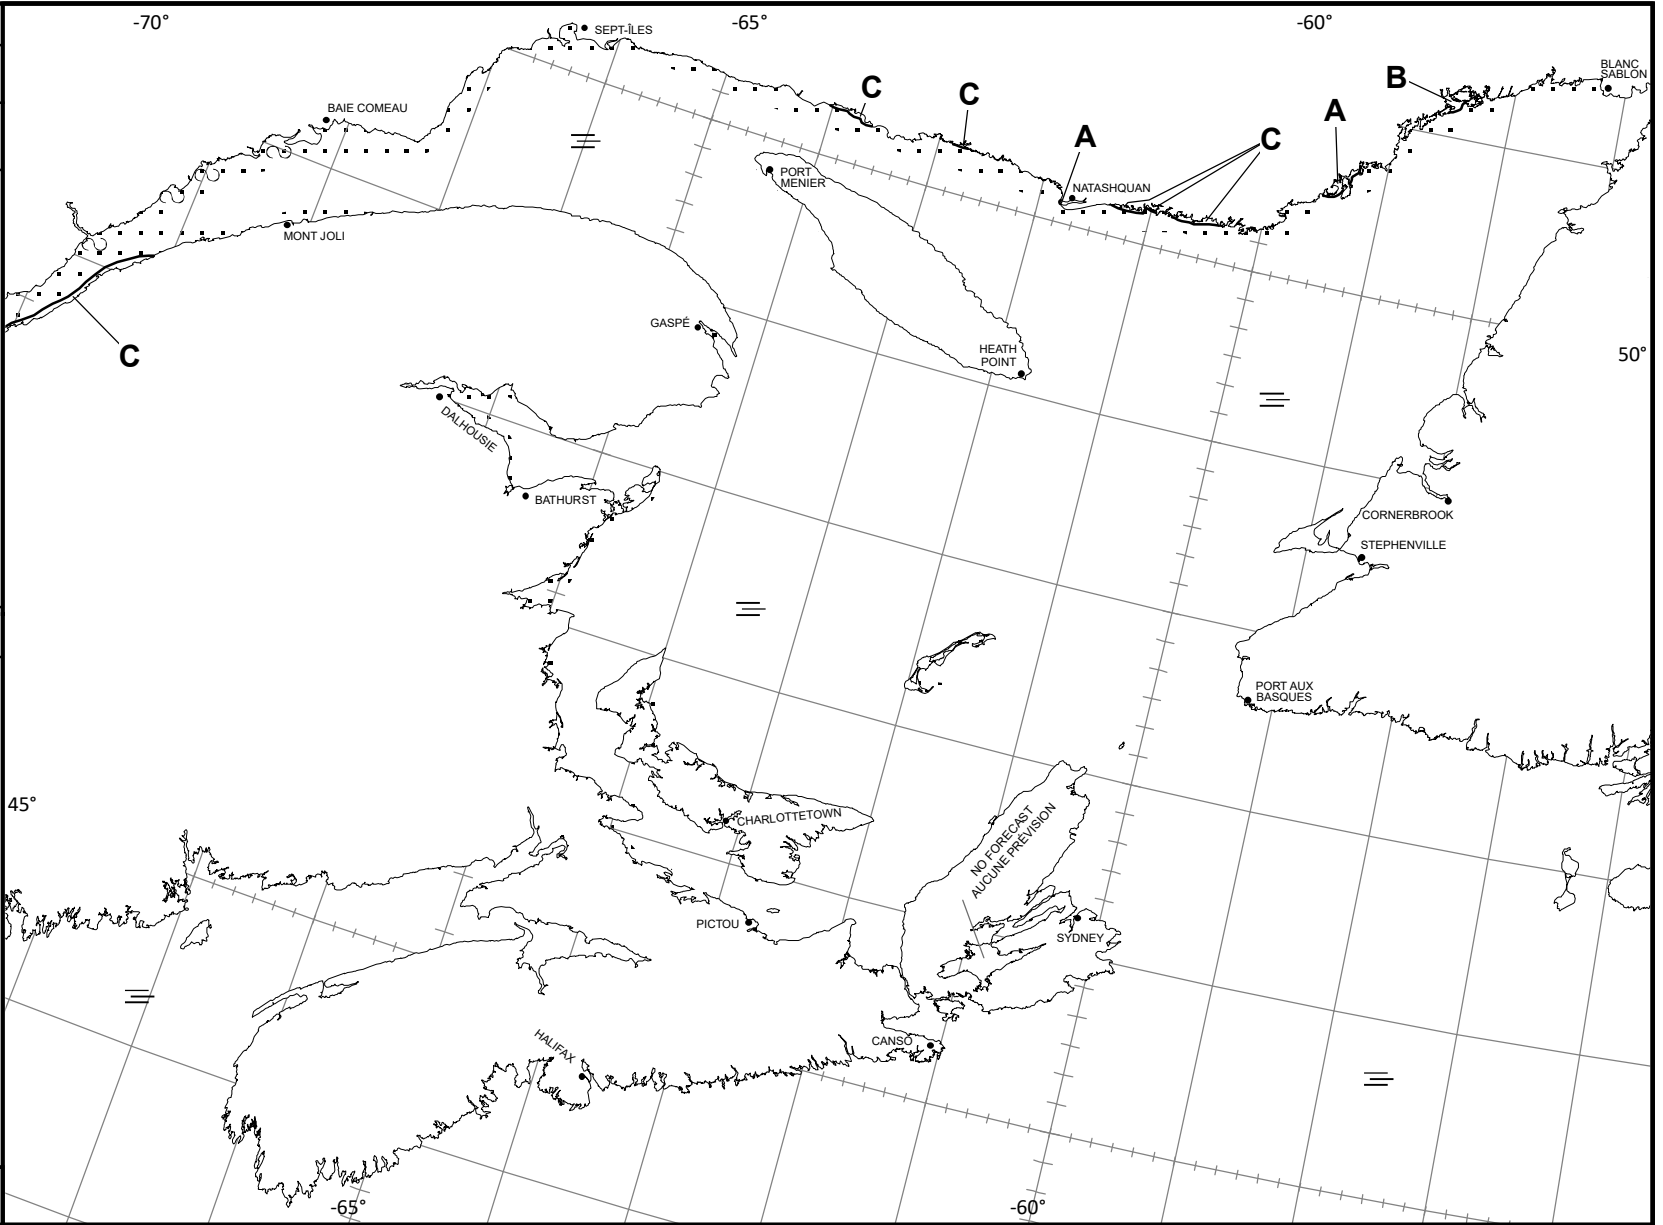 -70°
-65°
-60°
SEPT-ÎLES
BLANC
SABLON
B
C
C
A
BAIE COMEAU
A
C
PORT
MENIER
NATASHQUAN
MONT JOLI
GASPÉ
HEATH
POINT
C
50°
DALHOUSIE
BATHURST
CORNERBROOK
STEPHENVILLE
PORT AUX
BASQUES
45°
CHARLOTTETOWN
NO FORECAST
AUCUNE PRÉVISION
PICTOU
SYDNEY
HALIFAX
CANSO
-65°
-60°